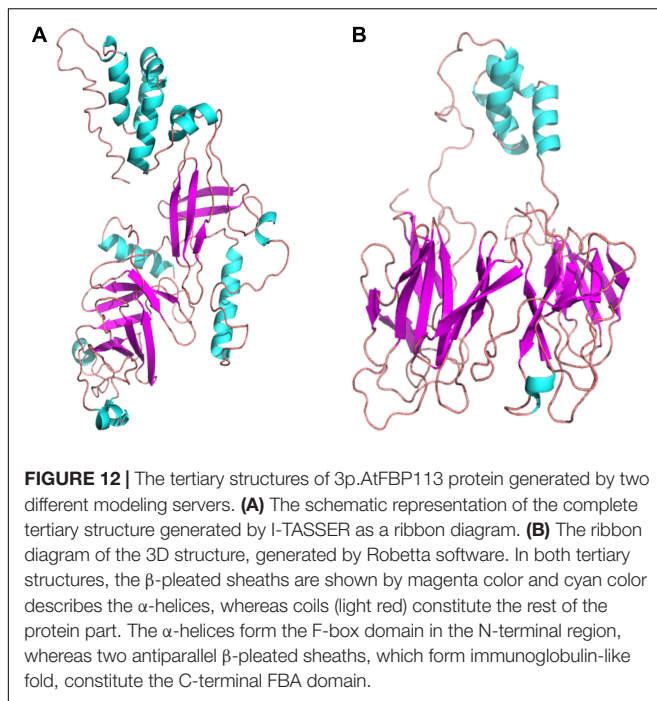 A
B
FIGURE 12 | The tertiary structures of 3p.AtFBP113 protein generated by two
different modeling servers. (A) The schematic representation of the complete
tertiary structure generated by I-TASSER as a ribbon diagram. (B) The ribbon
diagram of the 3D structure, generated by Robetta software. In both tertiary
structures, the β-pleated sheaths are shown by magenta color and cyan color
describes the α-helices, whereas coils (light red) constitute the rest of the
protein part. The α-helices form the F-box domain in the N-terminal region,
whereas two antiparallel β-pleated sheaths, which form immunoglobulin-like
fold, constitute the C-terminal FBA domain.